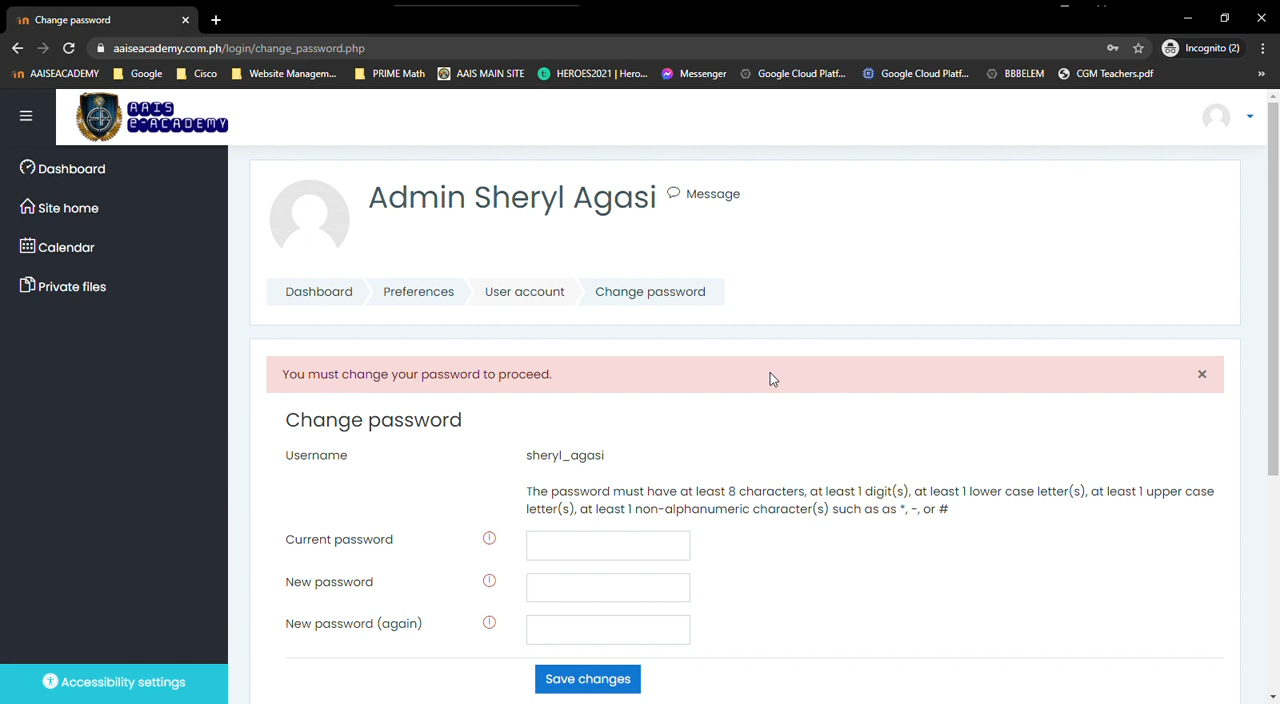 Change password
aaiseacademy.com.ph/login/change_password.php
Incognito (2)
AAISEACADEMY
Google
Cisco
Website Managem...
PRIME Math
AAIS MAIN SITE
HEROES2021 | Hero...
Messenger
Google Cloud Platf...
Google Cloud Platf...
BBBELEM
CGM Teachers.pdf
»
AAIS
e-ACADEMY
Dashboard
Site home
Calendar
Private files
Accessibility settings
Admin Sheryl Agasi
Message
Dashboard
Preferences
User account
Change password
You must change your password to proceed.
Change password
Username
sheryl_agasi
The password must have at least 8 characters, at least 1 digit(s), at least 1 lower case letter(s), at least 1 upper case
letter(s), at least 1 non-alphanumeric character(s) such as as *, -, or #
Current password
New password
New password (again)
Save changes